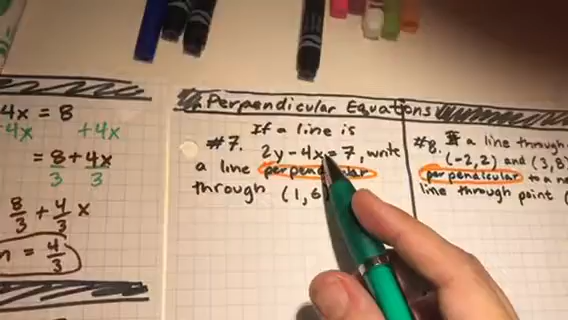 4x = 8
4x +4x
= 8+4x
3 3
8/3 + 4/3 x
= 4/3
Perpendicular Equations
#7. If a line is
2y - 4x = 7, write
a line perpendicular
through (1,6
#8. If a line through
(-2,2) and (3,8)
perpendicular to a ne
line through point (